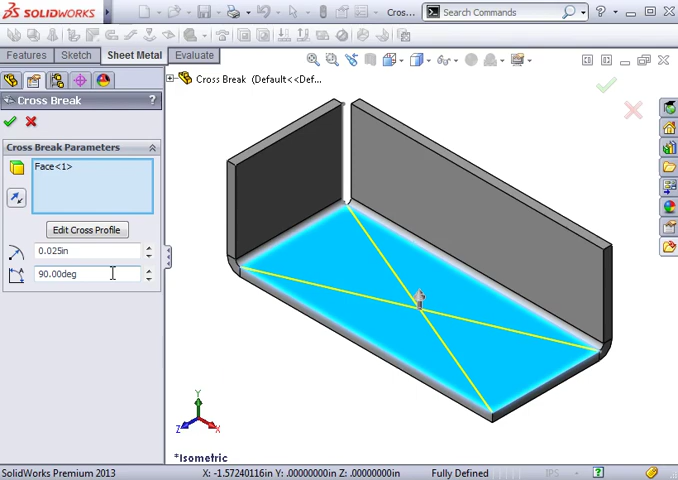 SOLIDWORKS
Cros...
Search Commands
?
Features
Sketch
Sheet Metal
Evaluate
Cross Break (Default<<Def...
Cross Break
?
Cross Break Parameters
Face<1>
Edit Cross Profile
0.025in
90.00deg
Y
Z
X
*Isometric
SolidWorks Premium 2013
X: -1.57240116in Y: .00000000in Z: .00000000in
Fully Defined
IPS
?